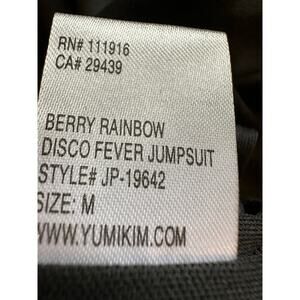 RN# 111916
CA# 29439
BERRY RAINBOW
DISCO FEVER JUMPSUIT
STYLE# JP-19642
SIZE: M
WWW.YUMIKIM.COM